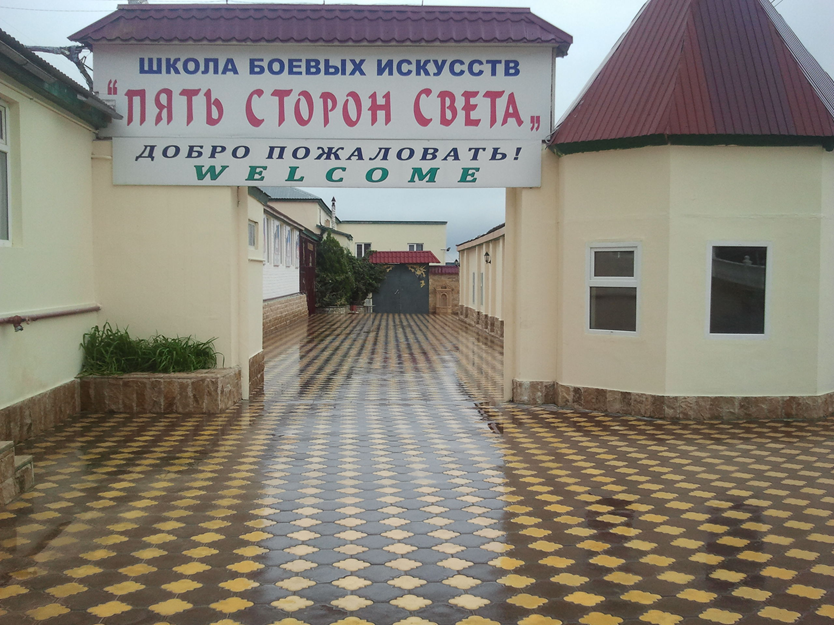 ШКОЛА БОЕВЫХ ИСКУССТВ
"ПЯТЬ СТОРОН СВЕТА„
ДОБРО ПОЖАЛОВАТЬ!
WELCOME